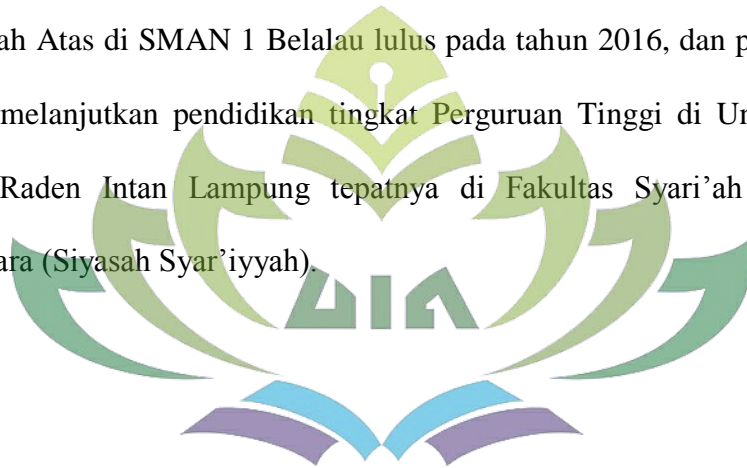 ah Atas di SMAN 1 Belalau lulus pada tahun 2016, dan p
melanjutkan pendidikan tingkat Perguruan Tinggi di Un
Raden Intan Lampung tepatnya di Fakultas Syari’ah
ara (Siyasah Syar’iyyah).
UIN